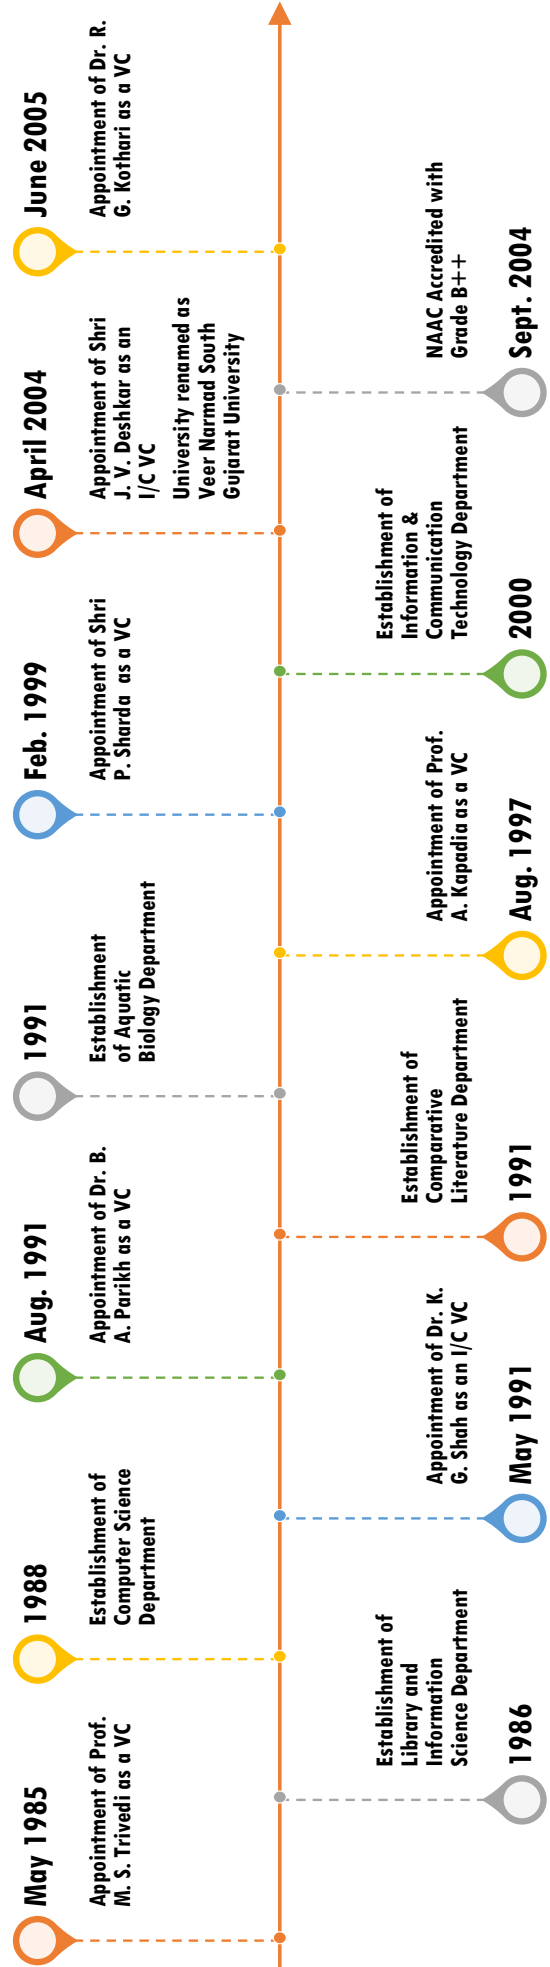 May 1985
Appointment of Prof.
M. S. Trivedi as a VC
1986
Establishment of
Library and
Information
Science Department
1988
Establishment of
Computer Science
Department
May 1991
Appointment of Dr. K.
G. Shah as an I/C VC
Aug. 1991
Appointment of Dr. B.
A. Parikh as a VC
1991
Establishment of
Comparative
Literature Department
1991
Establishment
of Aquatic
Biology Department
Aug. 1997
Appointment of Prof.
A. Kapadia as a VC
Feb. 1999
Appointment of Shri
P. Sharda as a VC
2000
Establishment of
Information &
Communication
Technology Department
April 2004
Appointment of Shri
J. V. Deshkar as an
I/C VC
University renamed as
Veer Narmad South
Gujarat University
Sept. 2004
NAAC Accredited with
Grade B++
June 2005
Appointment of Dr. R.
G. Kothari as a VC